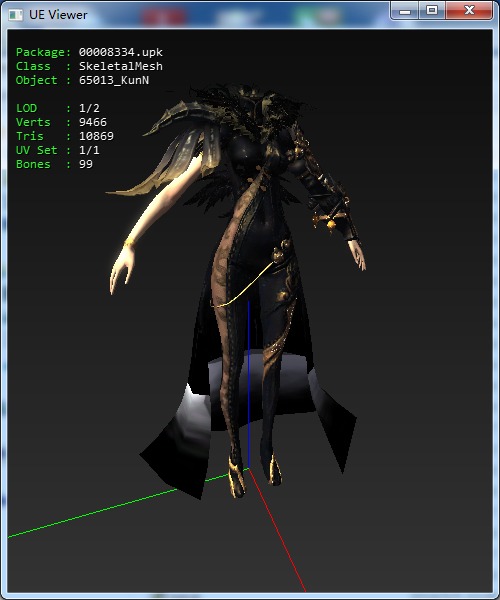 UE Viewer
Package: 00008334.upk
Class : SkeletalMesh
Object : 65013_KunN
LOD : 1/2
Verts : 9466
Tris : 10869
UV Set : 1/1
Bones : 99